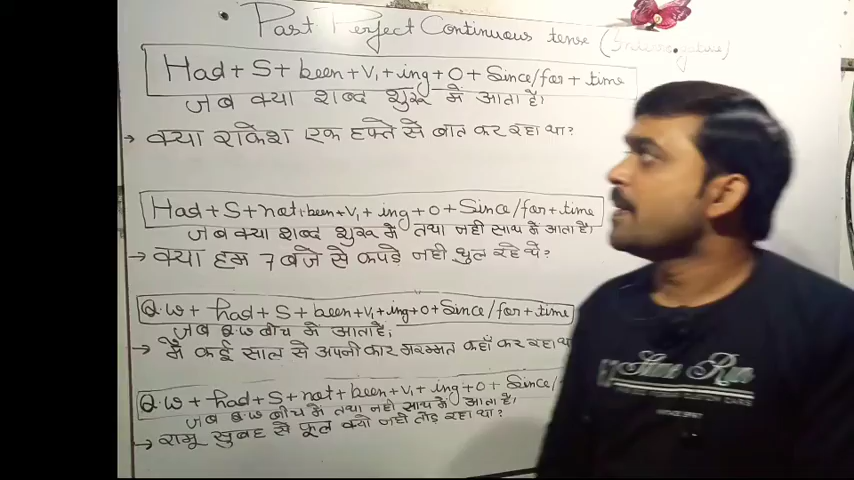 Past Perfect Continuous tense (Interrogative)
Had + S + been + V₁ + ing + O + Since/for + time
जब क्या शब्द शुरू में आता है।
→ क्या राकेश एक हफ्ते से बात कर रहा था?
Had + S + not + been + V₁ + ing + O + Since/for + time
जब क्या शब्द शुरू में तथा नही साथ में आता है।
→ क्या हम 7 बजे से कपड़े नही धुल रहे थे?
Q.w + had + S + been + V₁ + ing + O + Since/for + time
जब Q.w बीच में आता है,
→ मैं कई साल से अपनी कार मरम्मत कहाँ कर रहा था
Q.w + had + S + not + been + V₁ + ing + O + Since/
जब Q.w बीच में तथा नही साथ में आता है,
→ रामू सुबह से फूल क्यो नही तोड़ रहा था?